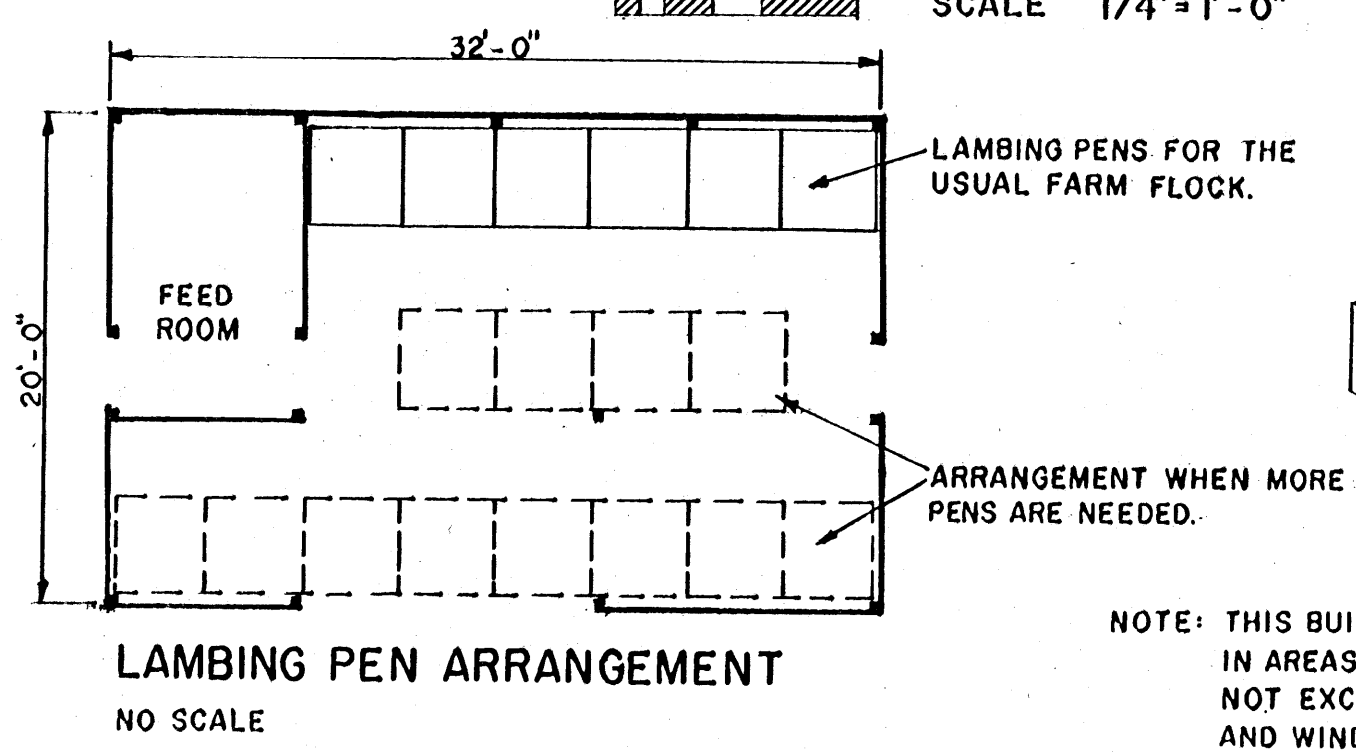 SCALE 1/4"=1'-0"
32'-0"
LAMBING PENS FOR THE
USUAL FARM FLOCK.
FEED
ROOM
20'-0"
ARRANGEMENT WHEN MORE
PENS ARE NEEDED.
NOTE: THIS BUI
IN AREAS
NOT EXC
AND WIND
LAMBING PEN ARRANGEMENT
NO SCALE